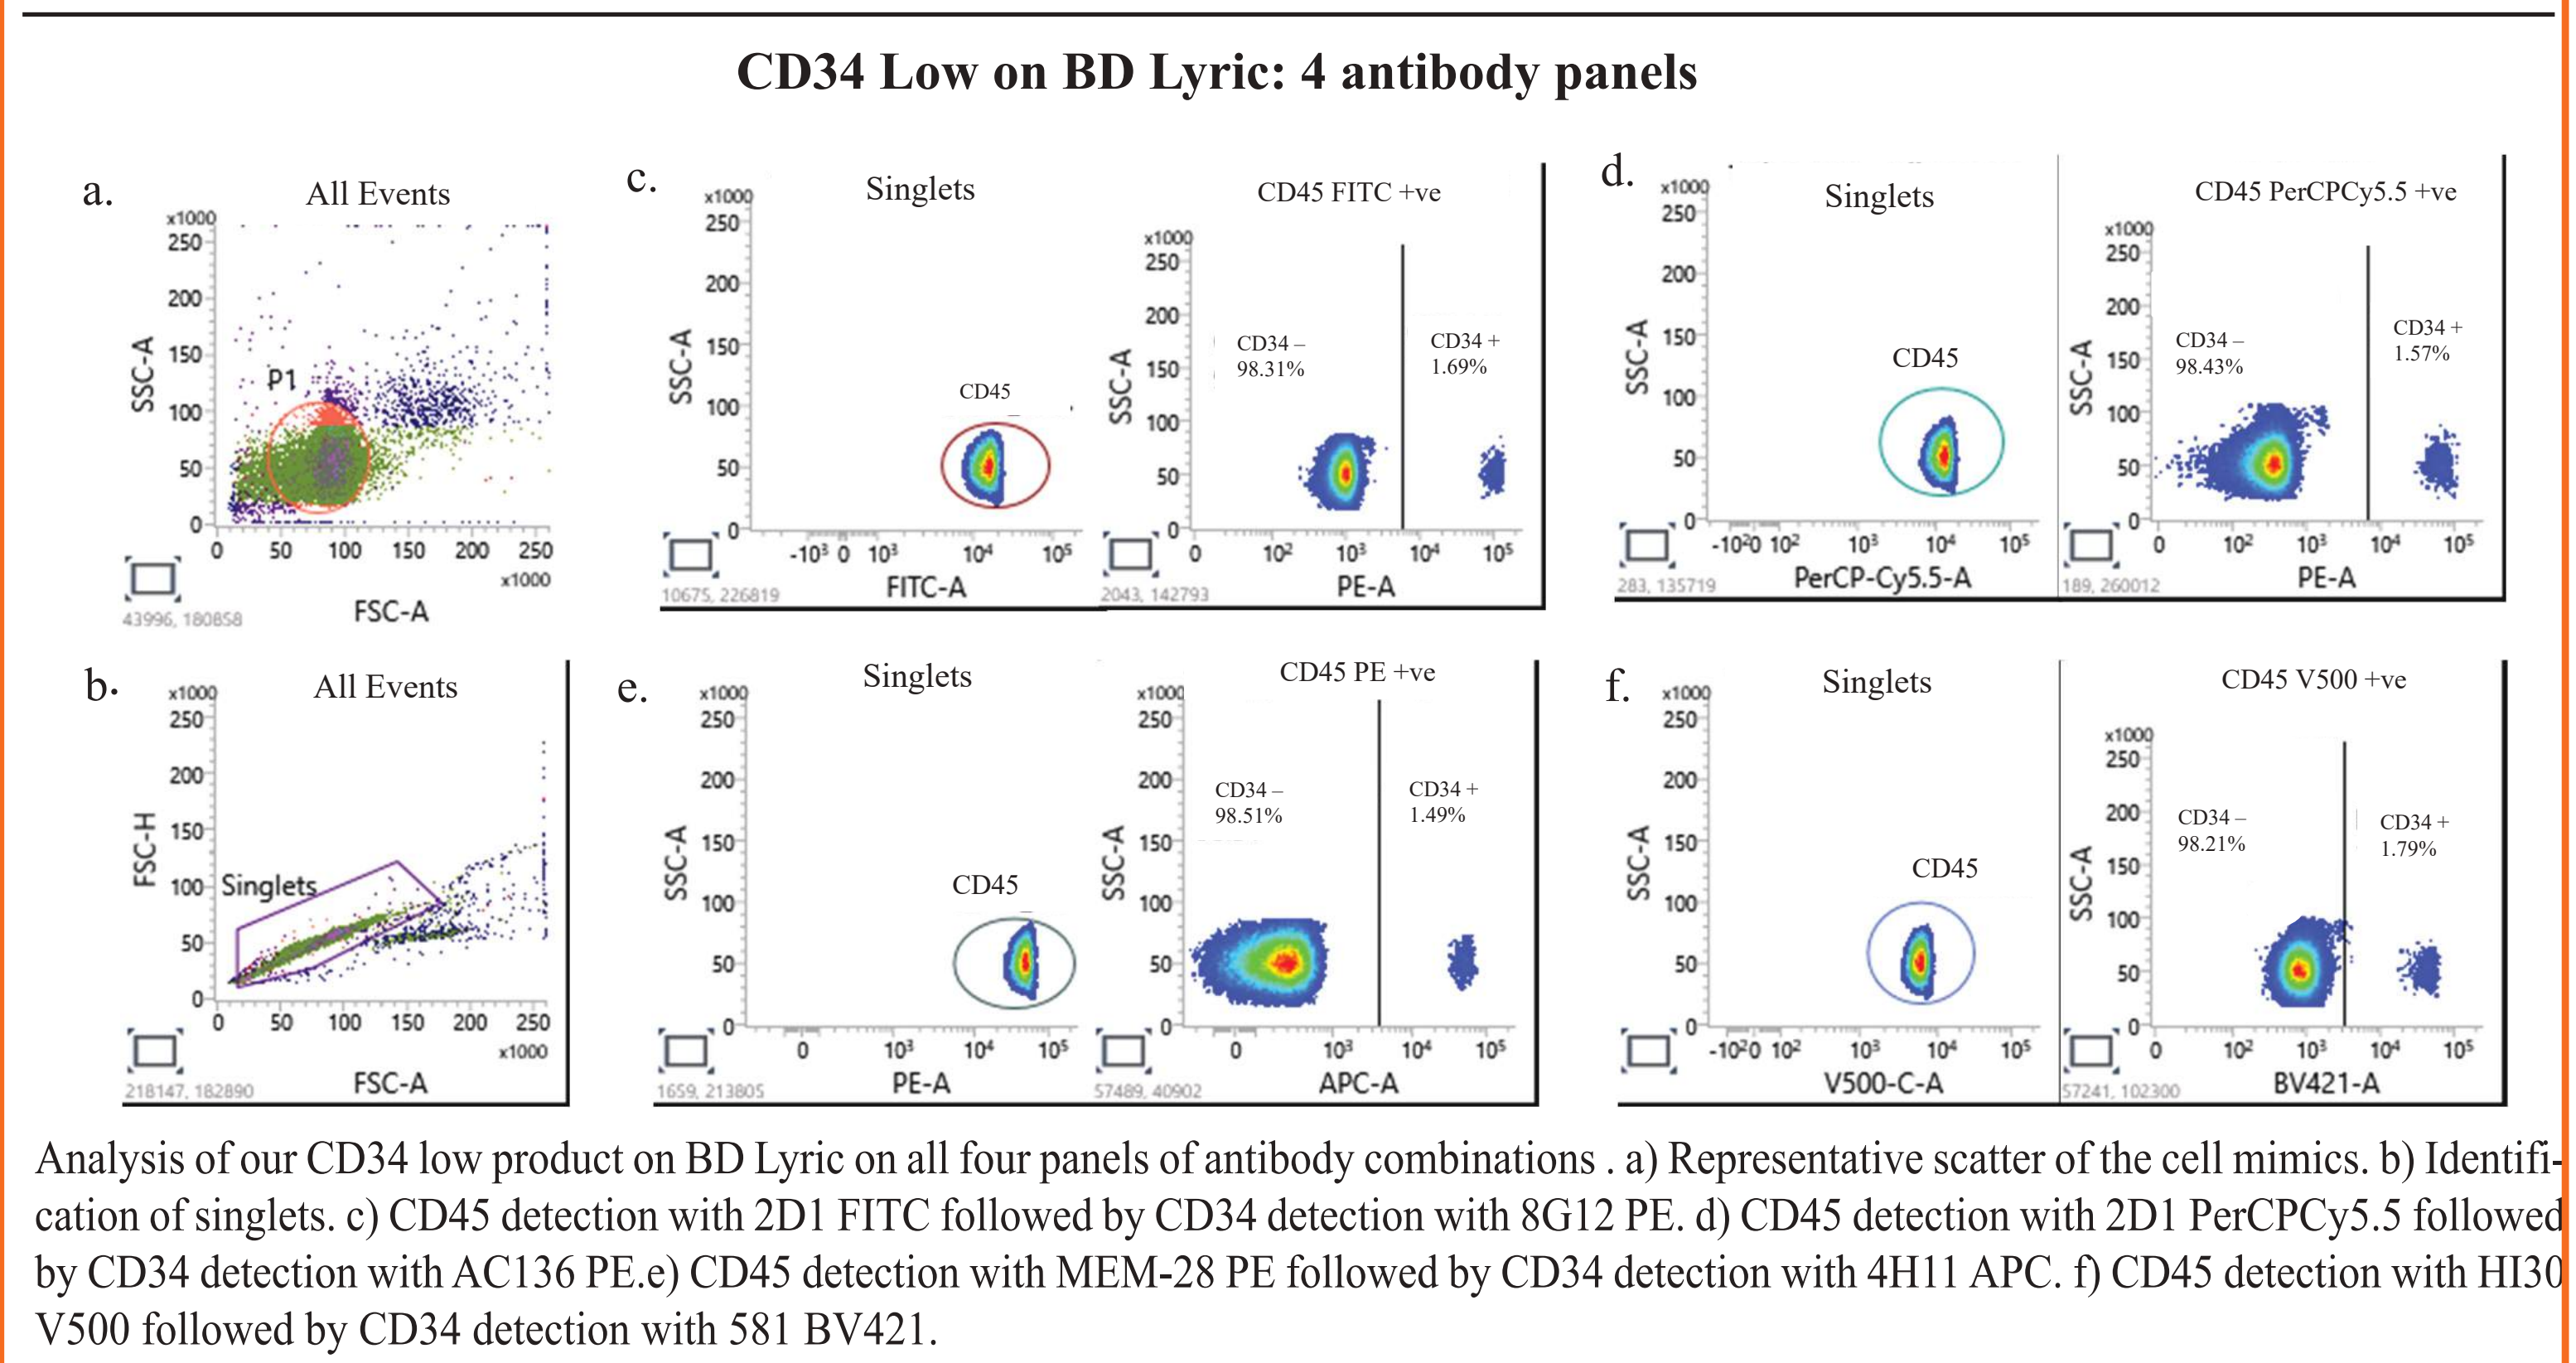 CD34 Low on BD Lyric: 4 antibody panels
a.
All Events
x1000
250
200
150
100
50
0
SSC-A
P1
0 50 100 150 200 250
x1000
FSC-A
43996, 180858
c.
Singlets
x1000
250
200
150
100
50
0
SSC-A
CD45
-10³ 0 10³ 10⁴ 10⁵
FITC-A
10675, 226819
CD45 FITC +ve
x1000
250
200
150
100
50
0
SSC-A
CD34 –
98.31%
CD34 +
1.69%
0 10² 10³ 10⁴ 10⁵
PE-A
2043, 142793
d.
Singlets
x1000
250
200
150
100
50
0
SSC-A
CD45
-10²0 10² 10³ 10⁴ 10⁵
PerCP-Cy5.5-A
283, 135719
CD45 PerCPCy5.5 +ve
x1000
250
200
150
100
50
0
SSC-A
CD34 –
98.43%
CD34 +
1.57%
0 10² 10³ 10⁴ 10⁵
PE-A
189, 260012
b.
All Events
x1000
250
200
150
100
50
0
FSC-H
Singlets
0 50 100 150 200 250
x1000
FSC-A
218147, 182890
e.
Singlets
x1000
250
200
150
100
50
0
SSC-A
CD45
0 10³ 10⁴ 10⁵
PE-A
1659, 213805
CD45 PE +ve
x1000
250
200
150
100
50
0
SSC-A
CD34 –
98.51%
CD34 +
1.49%
0 10³ 10⁴ 10⁵
APC-A
57489, 40902
f.
Singlets
x1000
250
200
150
100
50
0
SSC-A
CD45
-10²0 10² 10³ 10⁴ 10⁵
V500-C-A
CD45 V500 +ve
x1000
250
200
150
100
50
0
SSC-A
CD34 –
98.21%
CD34 +
1.79%
0 10² 10³ 10⁴ 10⁵
BV421-A
57241, 102300
Analysis of our CD34 low product on BD Lyric on all four panels of antibody combinations . a) Representative scatter of the cell mimics. b) Identifi-
cation of singlets. c) CD45 detection with 2D1 FITC followed by CD34 detection with 8G12 PE. d) CD45 detection with 2D1 PerCPCy5.5 followed
by CD34 detection with AC136 PE.e) CD45 detection with MEM-28 PE followed by CD34 detection with 4H11 APC. f) CD45 detection with HI30
V500 followed by CD34 detection with 581 BV421.